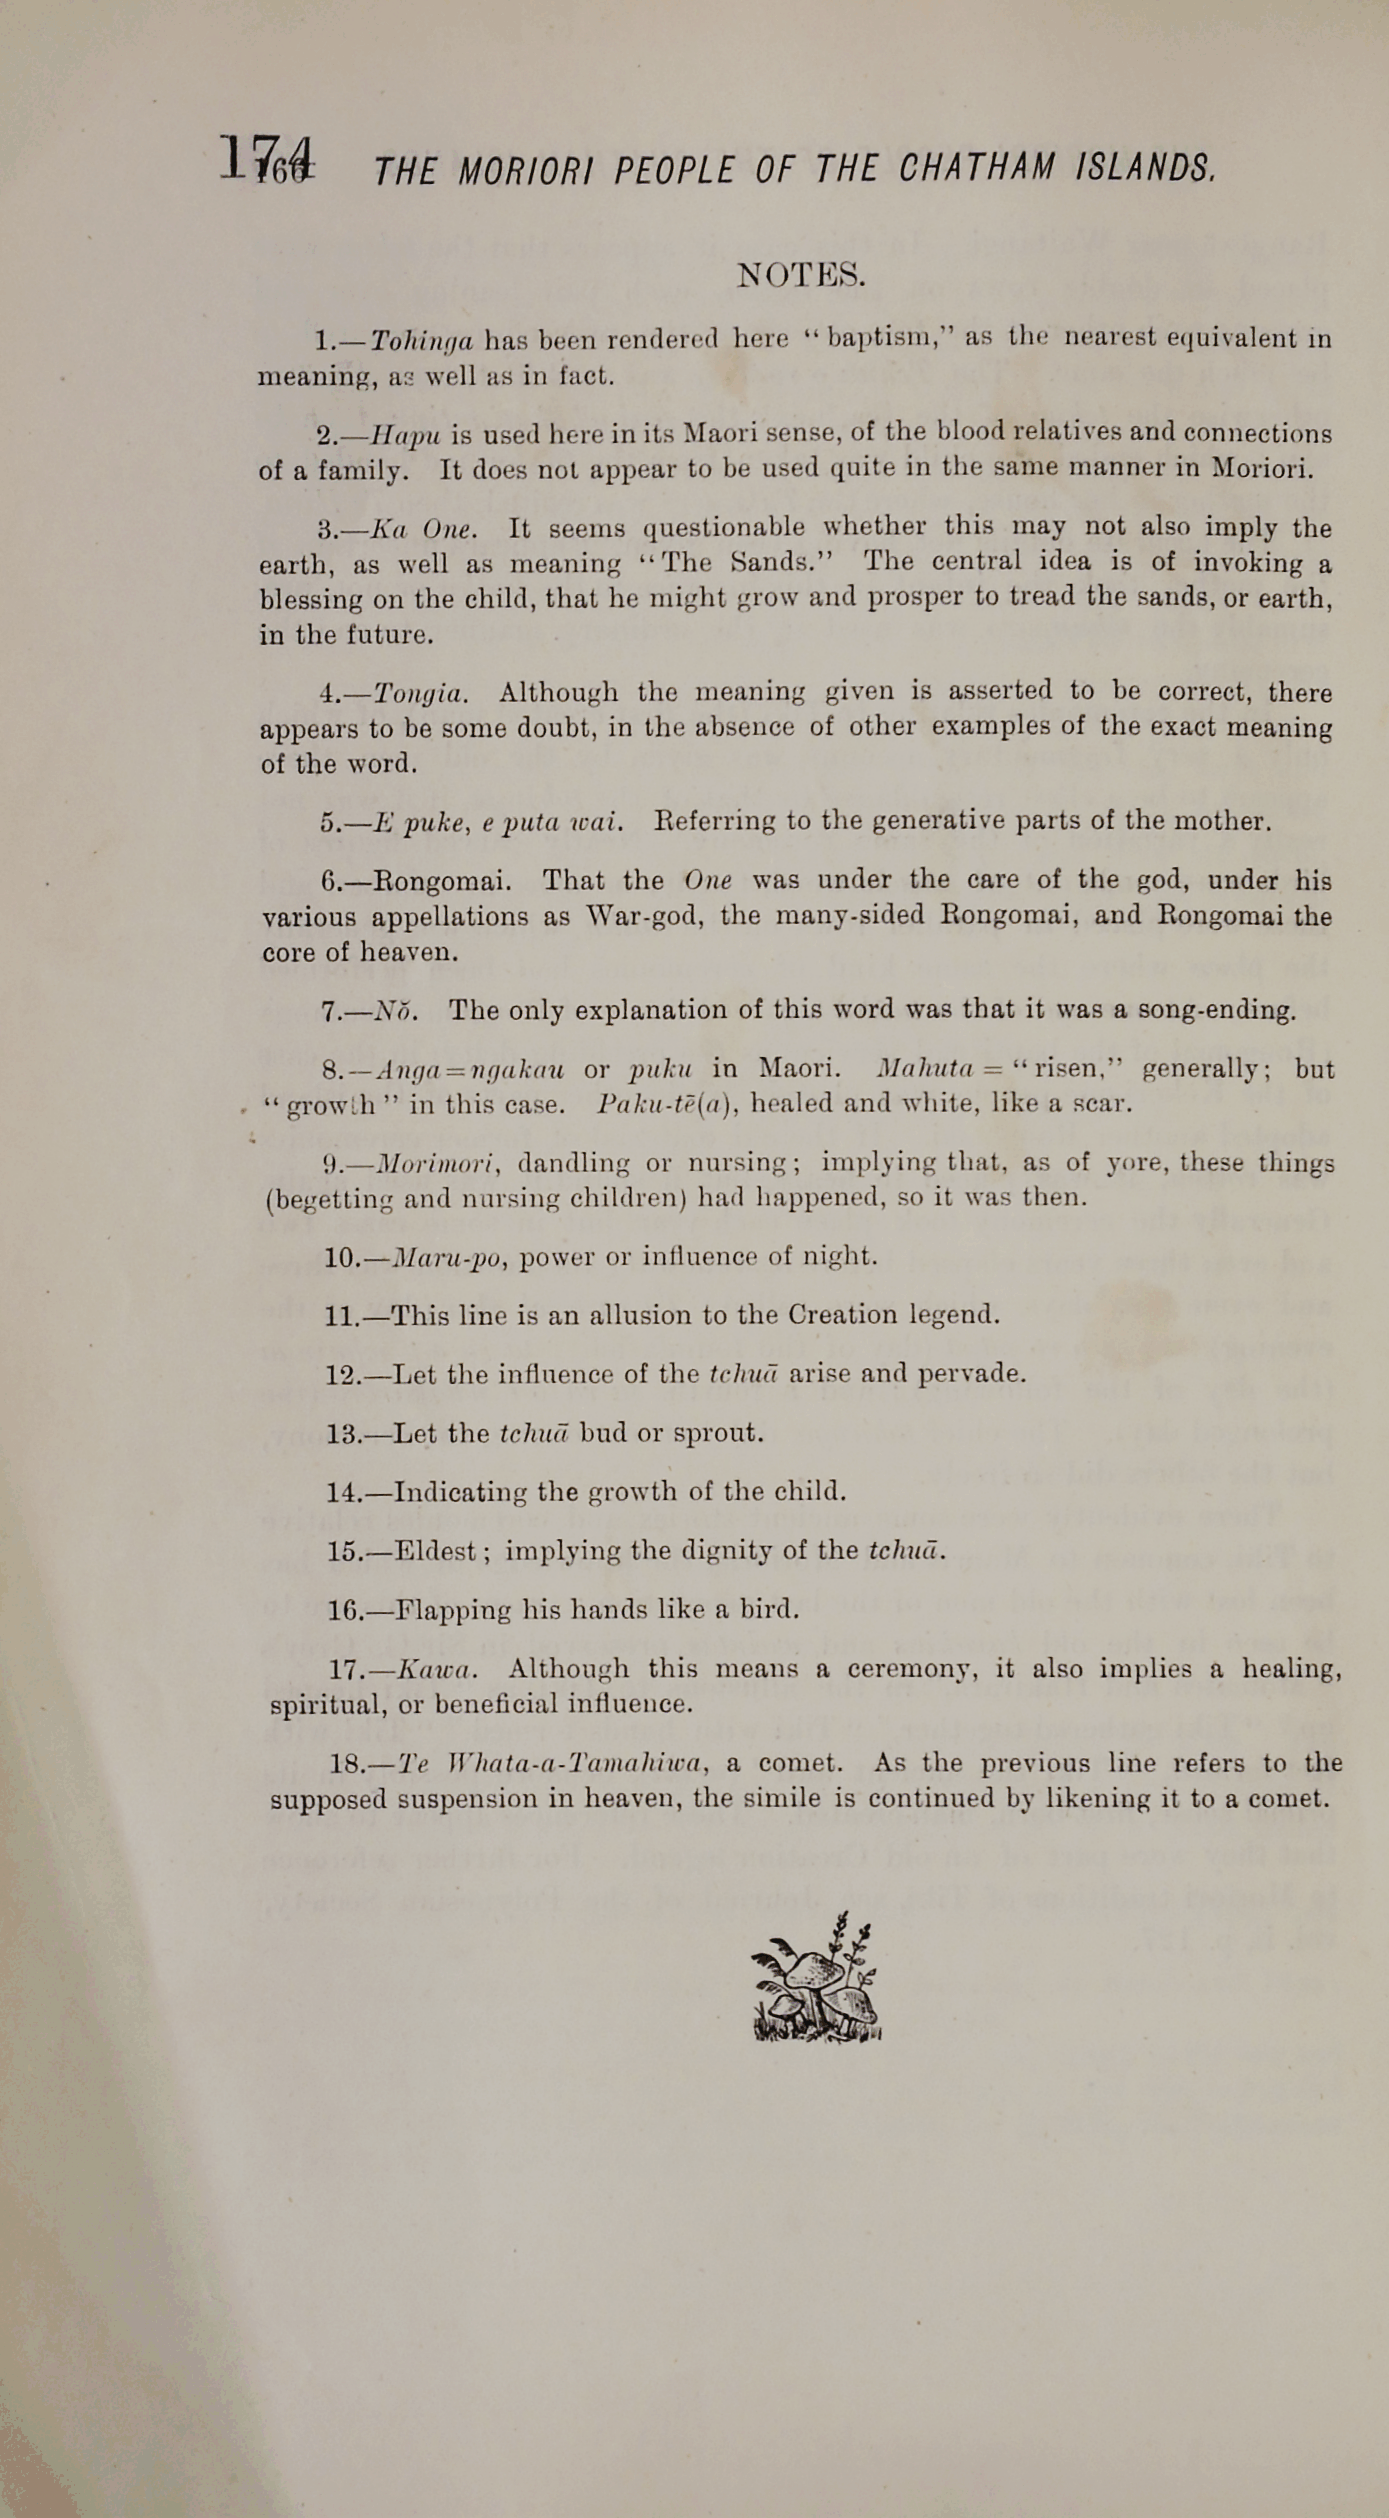 174 166 THE MORIORI PEOPLE OF THE CHATHAM ISLANDS.
NOTES.
1.—Tohinga has been rendered here “baptism,” as the nearest equivalent in
meaning, as well as in fact.
2.—Hapu is used here in its Maori sense, of the blood relatives and connections
of a family. It does not appear to be used quite in the same manner in Moriori.
3.—Ka One. It seems questionable whether this may not also imply the
earth, as well as meaning “The Sands.” The central idea is of invoking a
blessing on the child, that he might grow and prosper to tread the sands, or earth,
in the future.
4.—Tongia. Although the meaning given is asserted to be correct, there
appears to be some doubt, in the absence of other examples of the exact meaning
of the word.
5.—E puke, e puta wai. Referring to the generative parts of the mother.
6.—Rongomai. That the One was under the care of the god, under his
various appellations as War-god, the many-sided Rongomai, and Rongomai the
core of heaven.
7.—Nŏ. The only explanation of this word was that it was a song-ending.
8.—Anga=ngakau or puku in Maori. Mahuta = “risen,” generally; but
“growth” in this case. Paku-tē(a), healed and white, like a scar.
9.—Morimori, dandling or nursing; implying that, as of yore, these things
(begetting and nursing children) had happened, so it was then.
10.—Maru-po, power or influence of night.
11.—This line is an allusion to the Creation legend.
12.—Let the influence of the tchuā arise and pervade.
13.—Let the tchuā bud or sprout.
14.—Indicating the growth of the child.
15.—Eldest; implying the dignity of the tchuā.
16.—Flapping his hands like a bird.
17.—Kawa. Although this means a ceremony, it also implies a healing,
spiritual, or beneficial influence.
18.—Te Whata-a-Tamahiwa, a comet. As the previous line refers to the
supposed suspension in heaven, the simile is continued by likening it to a comet.